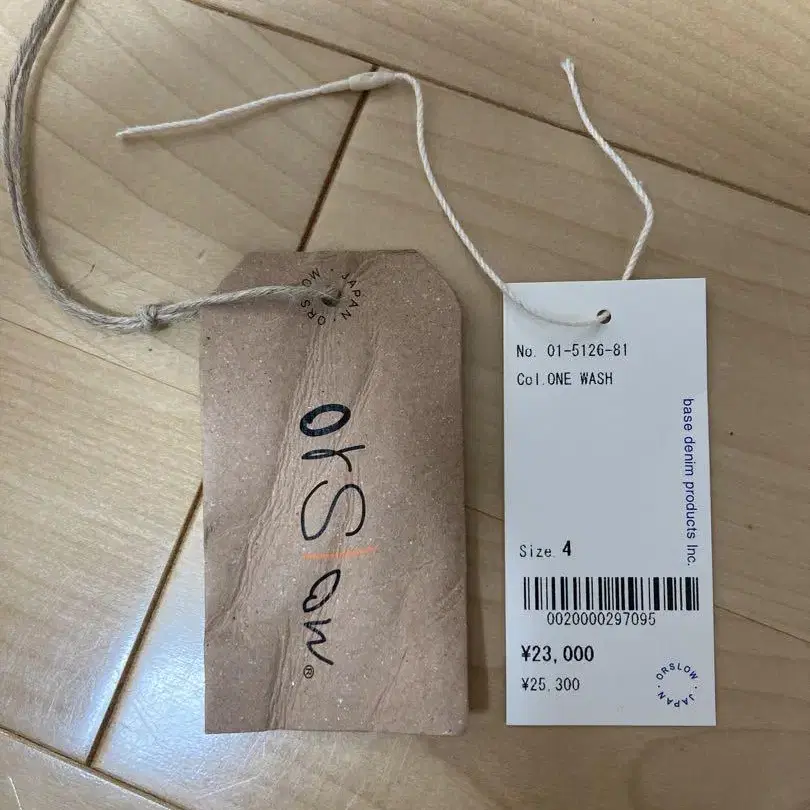 JAPAN · ORSLOW ·
orSlow®
No. 01-5126-81
Col.ONE WASH
base denim products Inc.
Size 4
0020000297095
¥23,000
¥25,300
ORSLOW · JAPAN ·